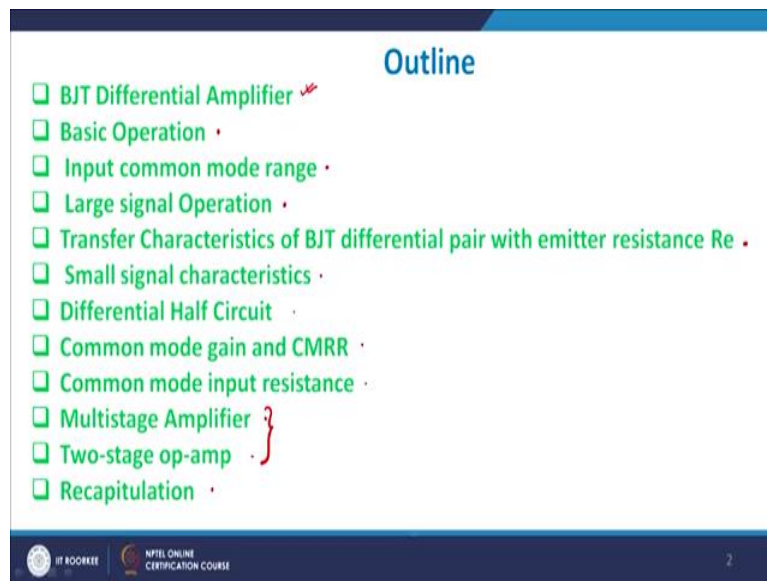 Outline
BJT Differential Amplifier
Basic Operation
Input common mode range
Large signal Operation
Transfer Characteristics of BJT differential pair with emitter resistance Re
Small signal characteristics
Differential Half Circuit
Common mode gain and CMRR
Common mode input resistance
Multistage Amplifier
Two-stage op-amp
Recapitulation
IIT ROORKEE
NPTEL ONLINE
CERTIFICATION COURSE
2